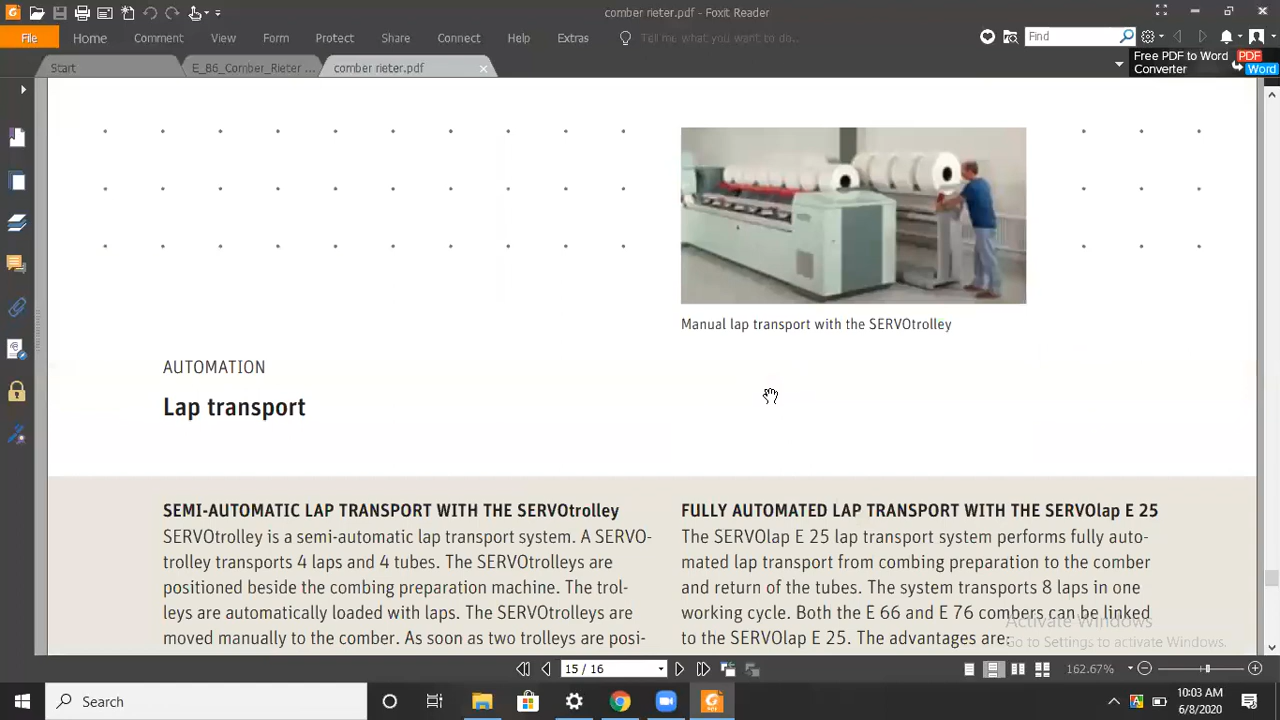 comber rieter.pdf - Foxit Reader
File Home Comment View Form Protect Share Connect Help Extras Tell me what you want to do... Find
Start E_86_Comber_Rieter ... comber rieter.pdf
Free PDF to Word PDF
Converter Word
Manual lap transport with the SERVOtrolley
AUTOMATION
Lap transport
SEMI-AUTOMATIC LAP TRANSPORT WITH THE SERVOtrolley
SERVOtrolley is a semi-automatic lap transport system. A SERVO-
trolley transports 4 laps and 4 tubes. The SERVOtrolleys are
positioned beside the combing preparation machine. The trol-
leys are automatically loaded with laps. The SERVOtrolleys are
moved manually to the comber. As soon as two trolleys are posi-
FULLY AUTOMATED LAP TRANSPORT WITH THE SERVOlap E 25
The SERVOlap E 25 lap transport system performs fully auto-
mated lap transport from combing preparation to the comber
and return of the tubes. The system transports 8 laps in one
working cycle. Both the E 66 and E 76 combers can be linked
to the SERVOlap E 25. The advantages are:
Activate Windows
Go to Settings to activate Windows.
15 / 16
162.67%
Search
10:03 AM
6/8/2020